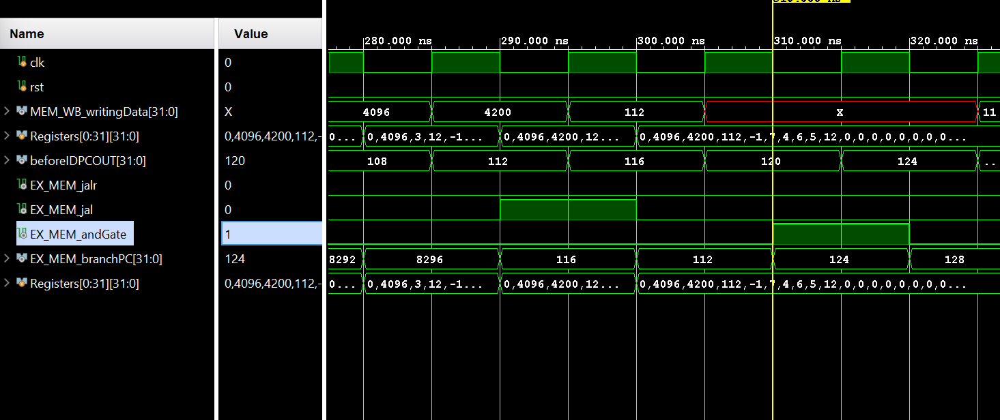 310.000 ns
Name Value
280.000 ns 290.000 ns 300.000 ns 310.000 ns 320.000 ns
clk 0
rst 0
MEM_WB_writingData[31:0] X 4096 4200 112 X 11
Registers[0:31][31:0] 0,4096,4200,112,- 0... 0,4096,3,12,-1... 0,4096,4200,12... 0,4096,4200,112,-1,7,4,6,5,12,0,0,0,0,0,0,0...
beforeIDPCOUT[31:0] 120 108 112 116 120 124 ..
EX_MEM_jalr 0
EX_MEM_jal 0
EX_MEM_andGate 1
EX_MEM_branchPC[31:0] 124 8292 8296 116 112 124 128
Registers[0:31][31:0] 0,4096,4200,112,- 0... 0,4096,3,12,-1... 0,4096,4200,12... 0,4096,4200,112,-1,7,4,6,5,12,0,0,0,0,0,0,0...